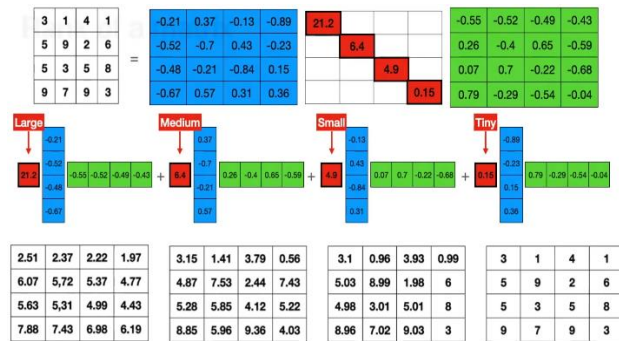 3 1 4 1 -0.21 0.37 -0.13 -0.89 21.2 -0.55 -0.52 -0.49 -0.43
5 9 2 6 -0.52 -0.7 0.43 -0.23 6.4 0.26 -0.4 0.65 -0.59
5 3 5 8 = -0.48 -0.21 -0.84 0.15 4.9 0.07 0.7 -0.22 -0.68
9 7 9 3 -0.67 0.57 0.31 0.36 0.15 0.79 -0.29 -0.54 -0.04
Large Medium Small Tiny
-0.21 0.37 -0.13 -0.89
-0.52 -0.7 0.43 -0.23
21.2 -0.55 -0.52 -0.49 -0.43 + 6.4 0.26 -0.4 0.65 -0.59 + 4.9 0.07 0.7 -0.22 -0.68 + 0.15 0.79 -0.29 -0.54 -0.04
-0.48 -0.21 -0.84 0.15
-0.67 0.57 0.31 0.36
2.51 2.37 2.22 1.97 3.15 1.41 3.79 0.56 3.1 0.96 3.93 0.99 3 1 4 1
6.07 5,72 5.37 4.77 4.87 7.53 2.44 7.43 5.03 8.99 1.98 6 5 9 2 6
5.63 5,31 4.99 4.43 5.28 5.85 4.12 5.22 4.98 3.01 5.01 8 5 3 5 8
7.88 7.43 6.98 6.19 8.85 5.96 9.36 4.03 8.96 7.02 9.03 3 9 7 9 3